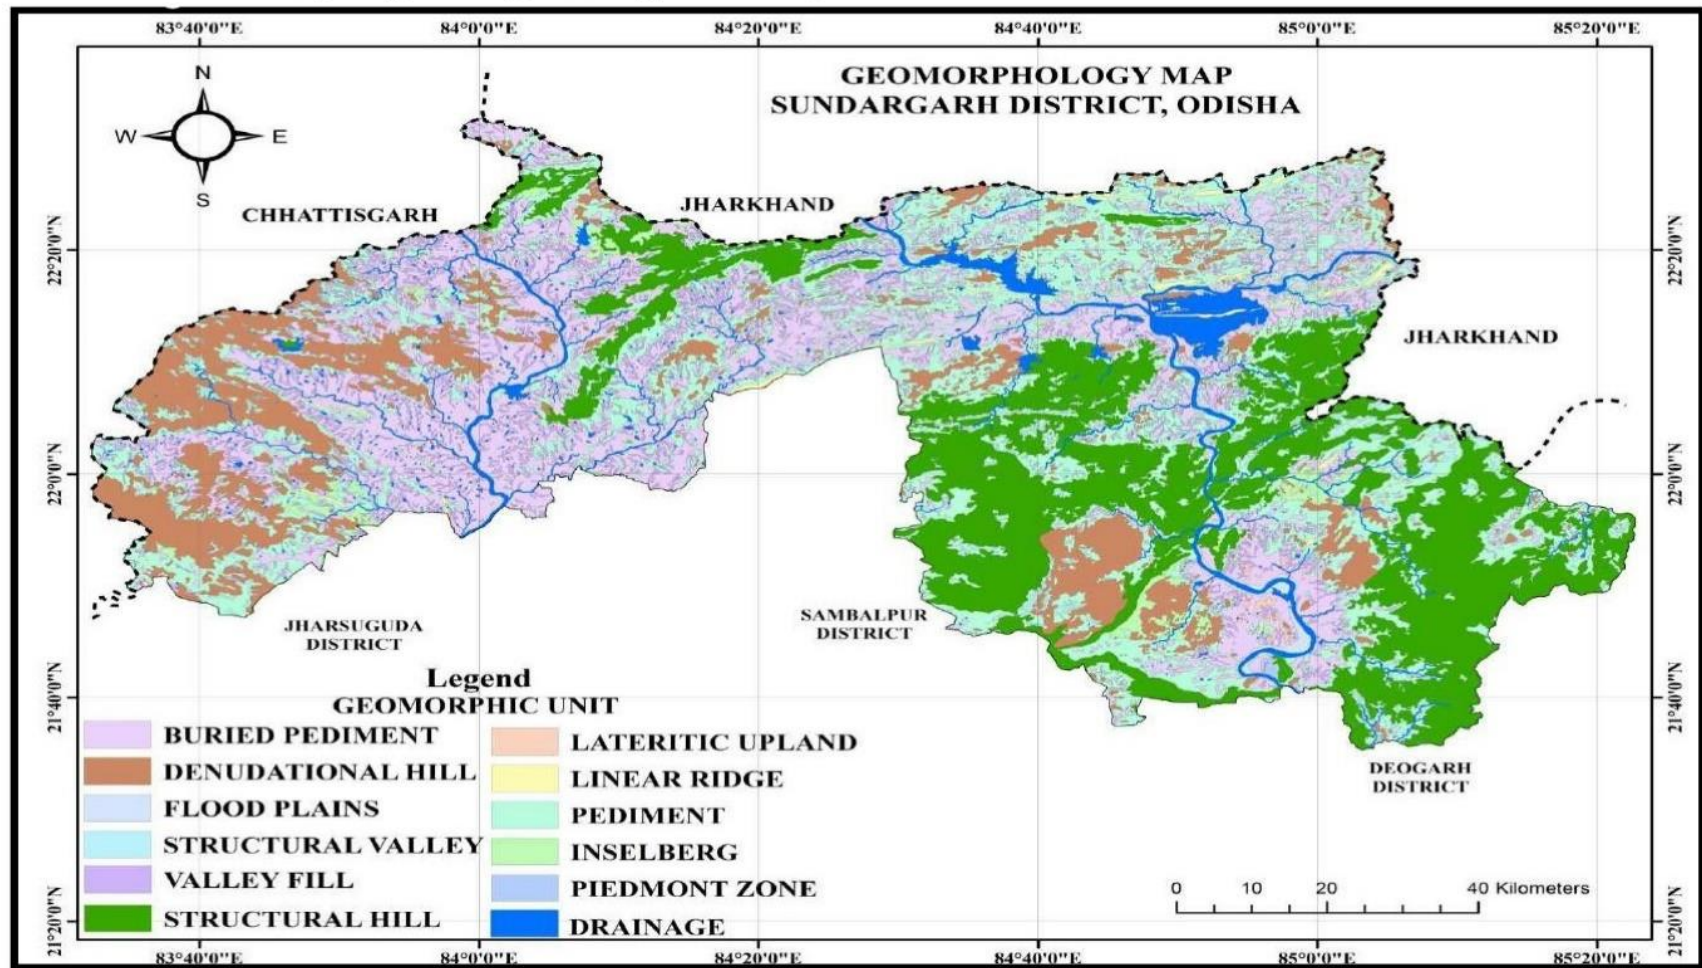 83°40'0"E 84°0'0"E 84°20'0"E 84°40'0"E 85°0'0"E 85°20'0"E
GEOMORPHOLOGY MAP
SUNDARGARH DISTRICT, ODISHA
N
W E
S
CHHATTISGARH
JHARKHAND
JHARKHAND
22°20'0"N 22°20'0"N
22°0'0"N 22°0'0"N
21°40'0"N 21°40'0"N
21°20'0"N 21°20'0"N
JHARSUGUDA
DISTRICT
SAMBALPUR
DISTRICT
DEOGARH
DISTRICT
Legend
GEOMORPHIC UNIT
BURIED PEDIMENT
DENUDATIONAL HILL
FLOOD PLAINS
STRUCTURAL VALLEY
VALLEY FILL
STRUCTURAL HILL
LATERITIC UPLAND
LINEAR RIDGE
PEDIMENT
INSELBERG
PIEDMONT ZONE
DRAINAGE
0 10 20 40 Kilometers
83°40'0"E 84°0'0"E 84°20'0"E 84°40'0"E 85°0'0"E 85°20'0"E